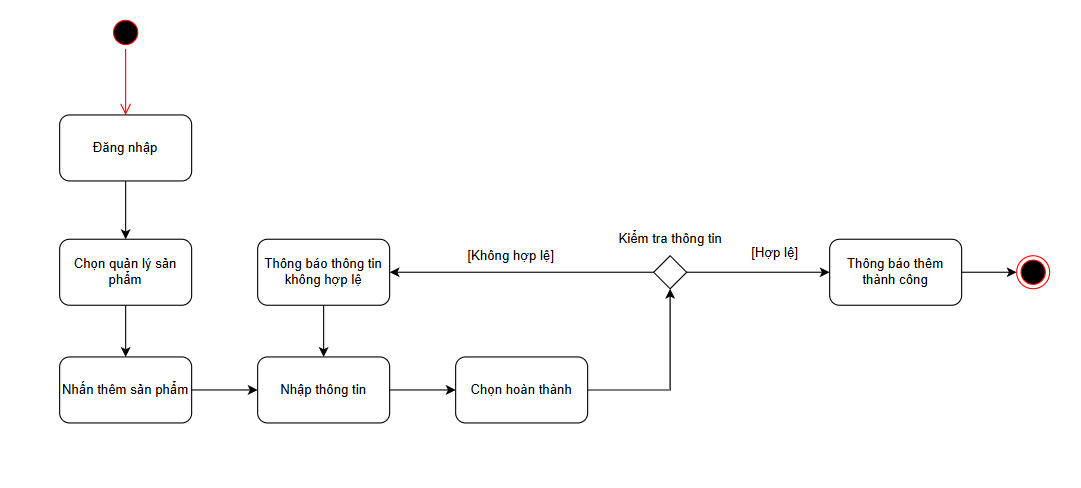 Đăng nhập
Chọn quản lý sản
phẩm
Thông báo thông tin
không hợp lệ
[Không hợp lệ]
Kiểm tra thông tin
[Hợp lệ]
Thông báo thêm
thành công
Nhấn thêm sản phẩm
Nhập thông tin
Chọn hoàn thành